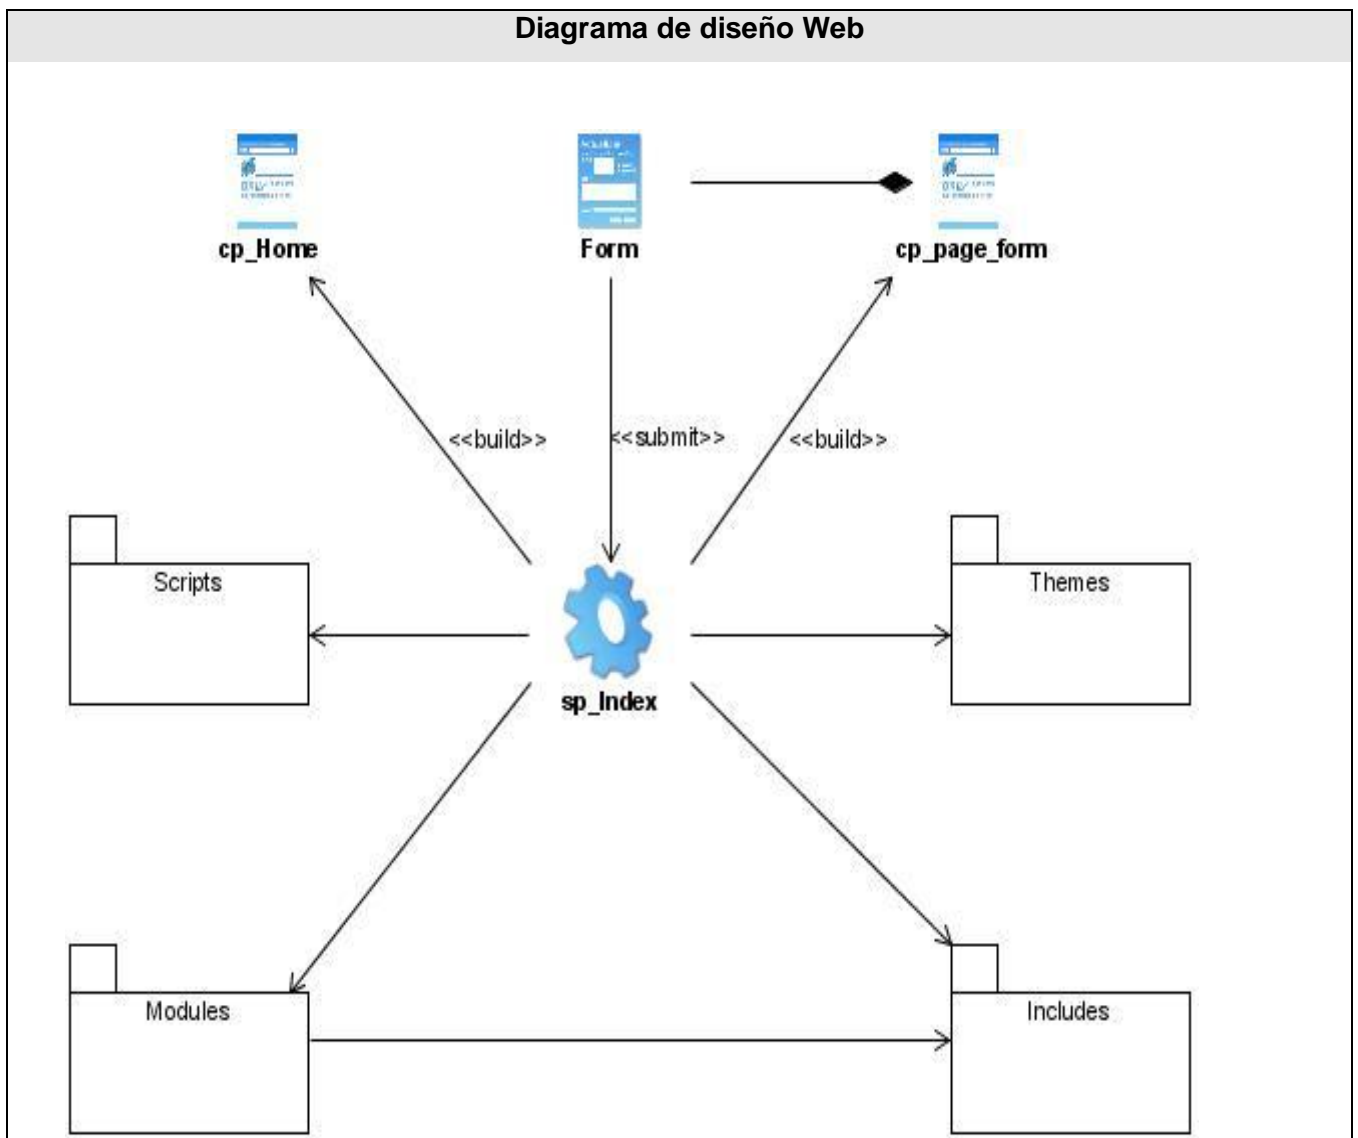 Diagrama de diseño Web
cp_Home
Form
cp_page_form
<<build>>
<<submit>>
<<build>>
Scripts
Themes
sp_Index
Modules
Includes